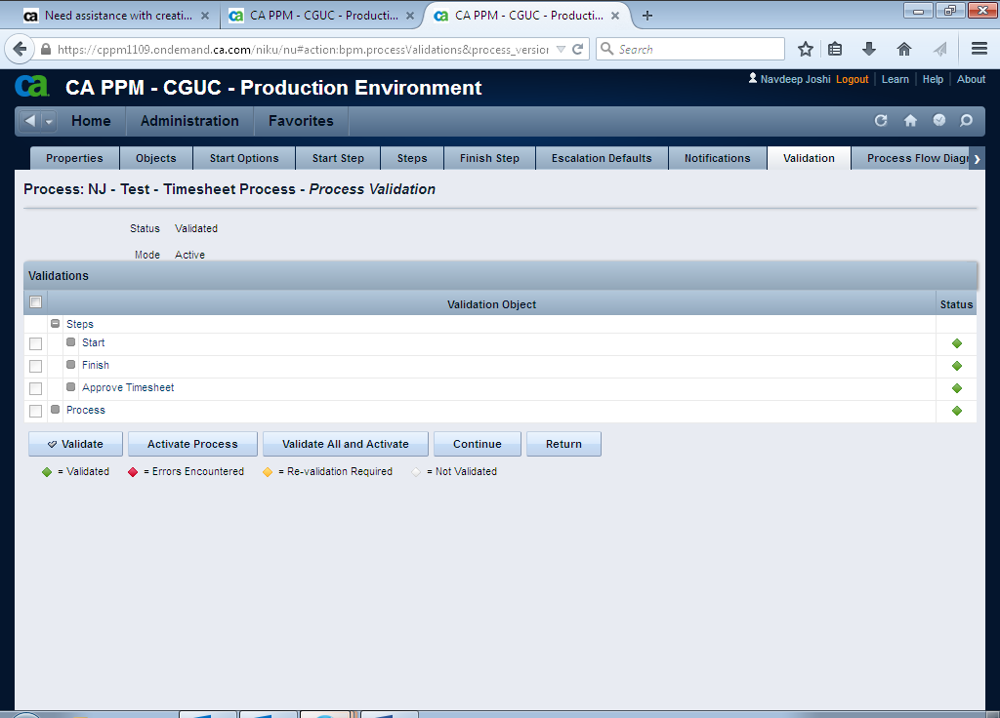 Need assistance with creati...
CA PPM - CGUC - Producti...
CA PPM - CGUC - Producti...
https://cppm1109.ondemand.ca.com/niku/nu#action:bpm.processValidations&process_version
Search
ca CA PPM - CGUC - Production Environment
Navdeep Joshi Logout Learn Help About
Home Administration Favorites
Properties Objects Start Options Start Step Steps Finish Step Escalation Defaults Notifications Validation Process Flow Diagr
Process: NJ - Test - Timesheet Process - Process Validation
Status Validated
Mode Active
Validations
Validation Object Status
Steps
Start
Finish
Approve Timesheet
Process
Validate Activate Process Validate All and Activate Continue Return
= Validated = Errors Encountered = Re-validation Required = Not Validated